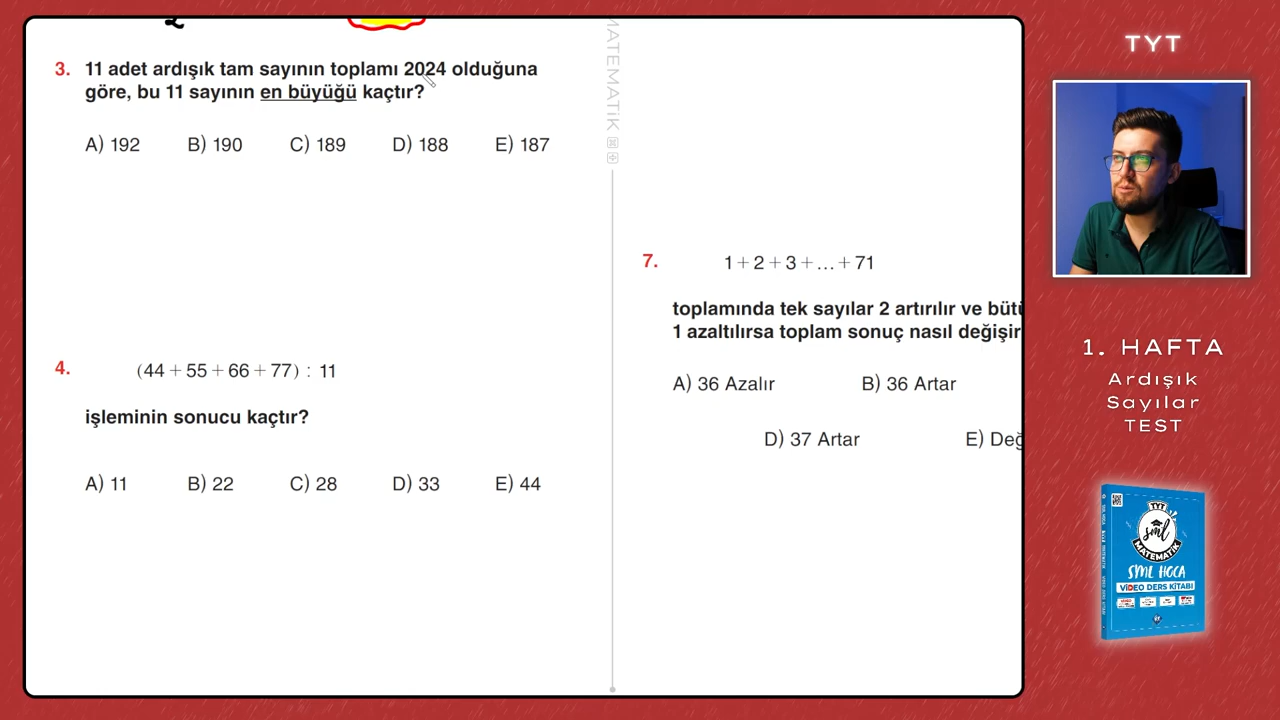 3. 11 adet ardışık tam sayının toplamı 2024 olduğuna
göre, bu 11 sayının en büyüğü kaçtır?
A) 192 B) 190 C) 189 D) 188 E) 187
4. (44 + 55 + 66 + 77) : 11
işleminin sonucu kaçtır?
A) 11 B) 22 C) 28 D) 33 E) 44
MATEMATİK
7. 1 + 2 + 3 + ... + 71
toplamında tek sayılar 2 artırılır ve bütü
1 azaltılırsa toplam sonuç nasıl değişir
A) 36 Azalır B) 36 Artar
D) 37 Artar E) Değ
TYT
1. HAFTA
Ardışık
Sayılar
TEST
TYT
sml
MATEMATİK
SML HOCA
VİDEO DERS KİTABI